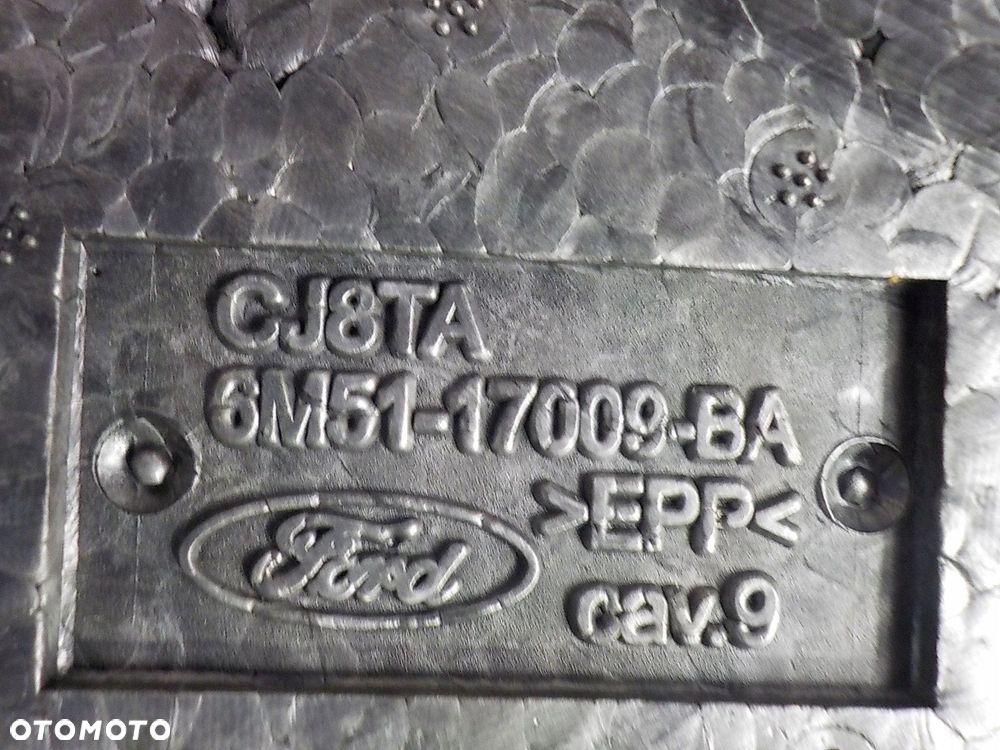 CJ8TA
6M51-17009-BA
Ford
>EPP<
cav.9
OTOMOTO